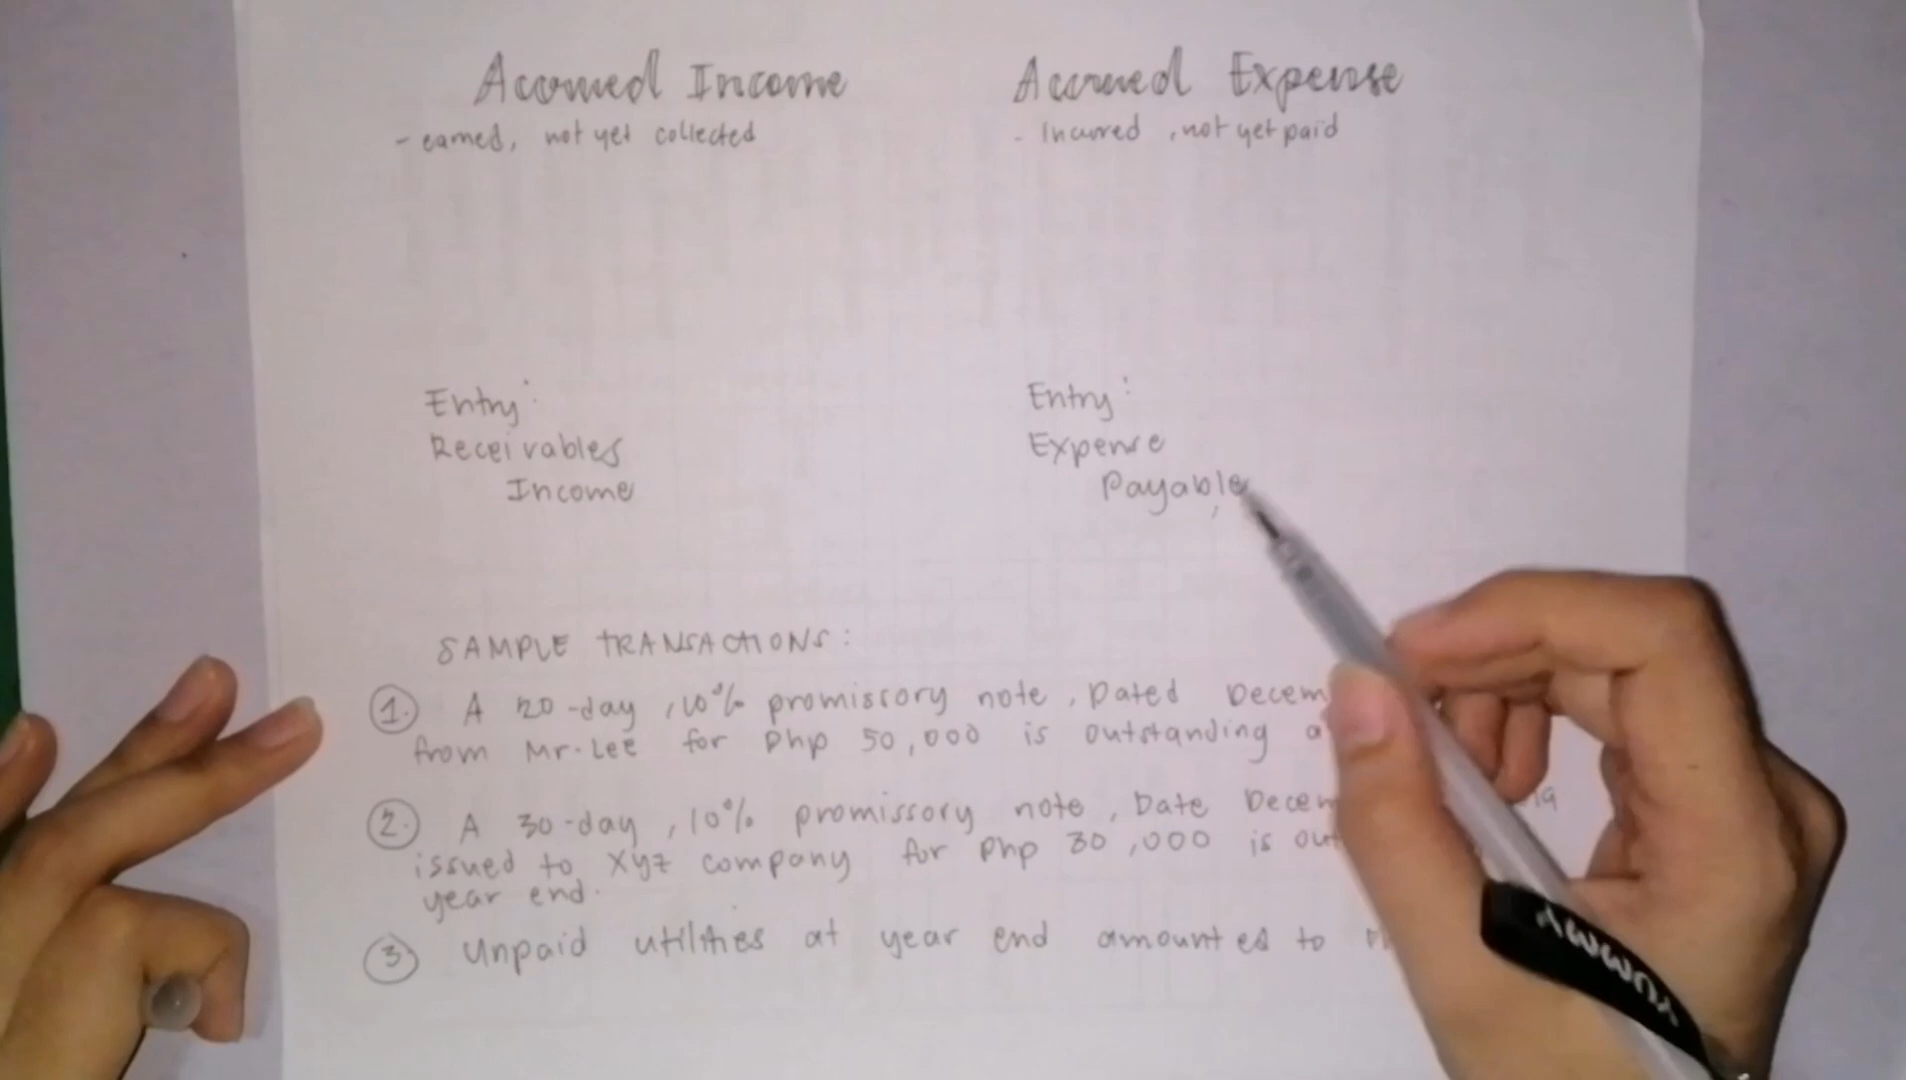 Accrued Income
- earned, not yet collected
Accrued Expense
- Incurred, not yet paid
Entry:
Receivables
Income
Entry:
Expense
Payable
SAMPLE TRANSACTIONS:
1. A 20-day, 10% promissory note, Dated
from Mr. Lee for Php 50,000 is outstanding
2. A 30-day, 10% promissory note, Date
issued to XYZ company for Php 30,000 is
year end.
3 Unpaid utilities at year end amounted to